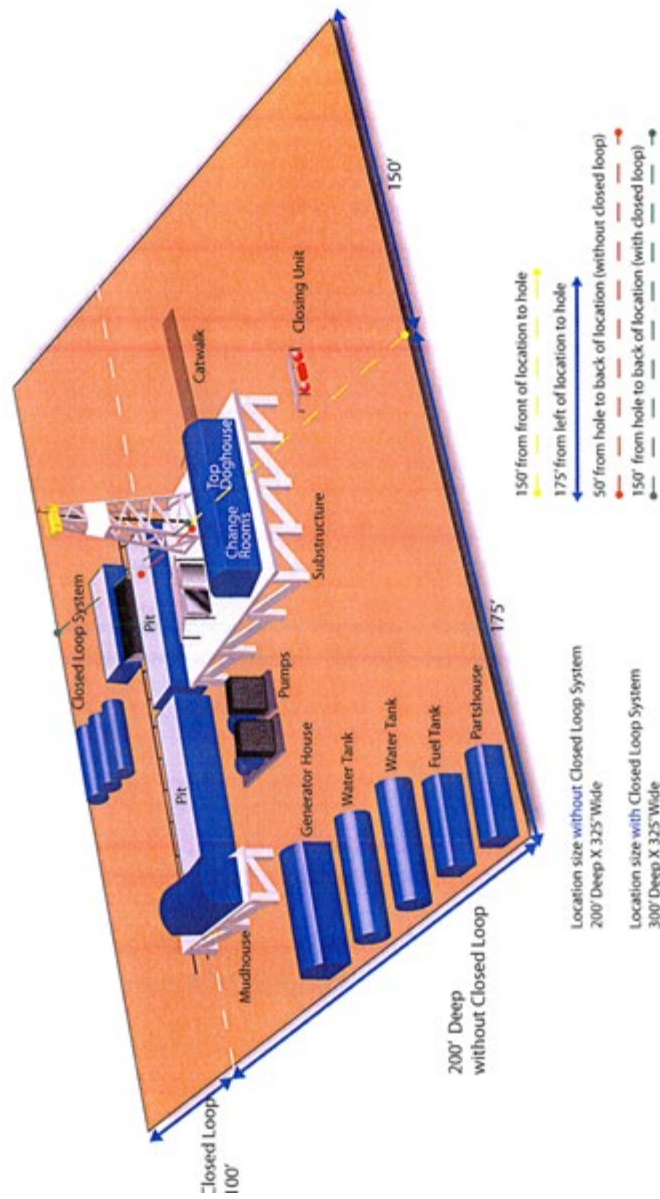 Closed Loop
100'
200' Deep
without Closed Loop
Closed Loop System
Pit
Pit
Mudhouse
Generator House
Water Tank
Water Tank
Fuel Tank
Partshouse
Pumps
Change
Rooms
Top
Doghouse
Substructure
Catwalk
Closing Unit
175'
150'
Location size without Closed Loop System
200' Deep X 325' Wide
Location size with Closed Loop System
300' Deep X 325' Wide
150' from front of location to hole
175' from left of location to hole
50' from hole to back of location (without closed loop)
150' from hole to back of location (with closed loop)